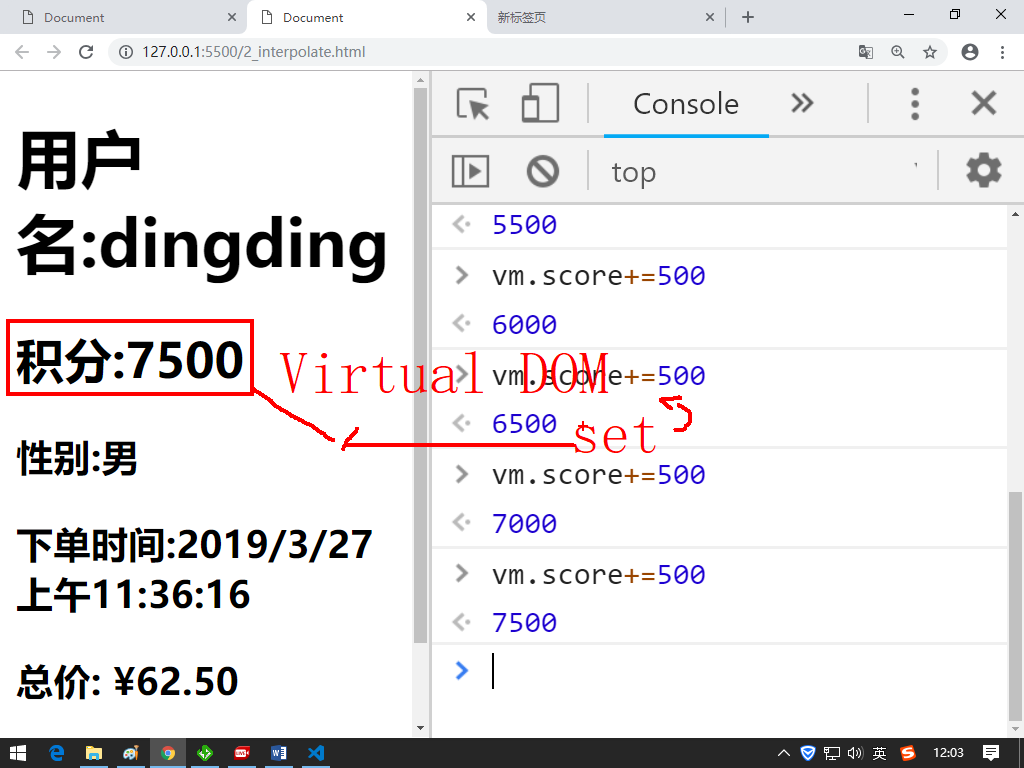 Document
Document
新标签页
127.0.0.1:5500/2_interpolate.html
Console
top
用户
名:dingding
积分:7500
性别:男
下单时间:2019/3/27
上午11:36:16
总价: ¥62.50
5500
vm.score+=500
6000
vm.score+=500
6500
vm.score+=500
7000
vm.score+=500
7500
Virtual DOM
set
LIVE
英
12:03